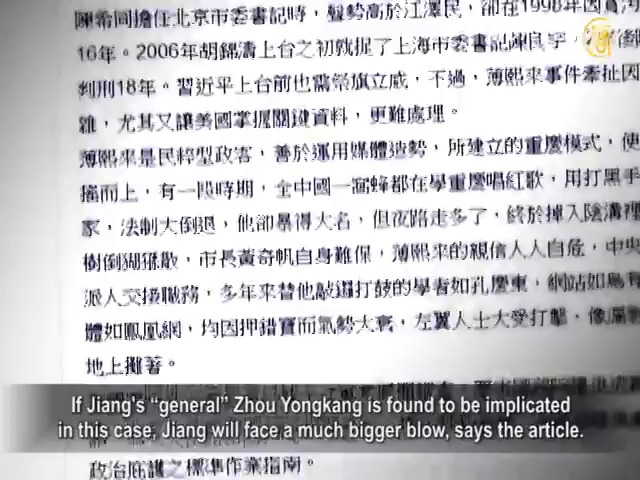 陳希同擔任北京市委書記時，聲勢高於江澤民，卻在1998年因貪
16年。2006年胡錦濤上台之初就捉了上海市委書記陳良宇，
判刑18年。習近平上台前也需祭旗立威，不過，薄熙來事件牽扯
雜，尤其又讓美國掌握關鍵資料，更難處理。
薄熙來是民粹型政客，善於運用媒體造勢，所建立的重慶模式，使
搖而上，有一段時期，全中國一窩蜂都在學重慶唱紅歌，用打黑手
家，法制大倒退，他卻暴得大名，但夜路走多了，終於掉入陰溝裡
樹倒猢猻散，市長黃奇帆自身難保，薄熙來的親信人人自危，中央
派人交接職務，多年來替他敲鑼打鼓的學者如孔慶東，網站如烏有
體如鳳凰網，均因押錯寶而氣勢大衰，左翼人士大受打擊，像
地上攤著。
If Jiang's "general" Zhou Yongkang is found to be implicated
in this case, Jiang will face a much bigger blow, says the article.
政治庇護之標準作業指南。